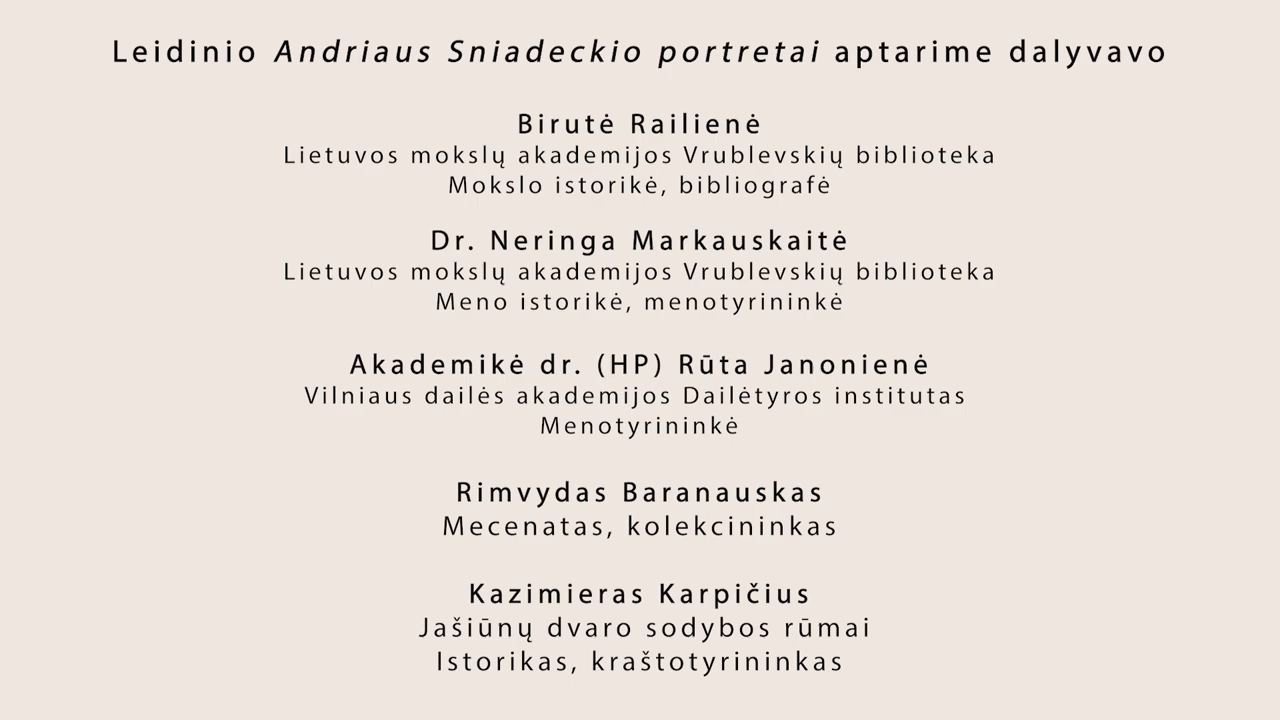 Leidinio Andriaus Sniadeckio portretai aptarime dalyvavo
Birutė Railienė
Lietuvos mokslų akademijos Vrublevskių biblioteka
Mokslo istorikė, bibliografė
Dr. Neringa Markauskaitė
Lietuvos mokslų akademijos Vrublevskių biblioteka
Meno istorikė, menotyrininkė
Akademikė dr. (HP) Rūta Janonienė
Vilniaus dailės akademijos Dailėtyros institutas
Menotyrininkė
Rimvydas Baranauskas
Mecenatas, kolekcininkas
Kazimieras Karpičius
Jašiūnų dvaro sodybos rūmai
Istorikas, kraštotyrininkas